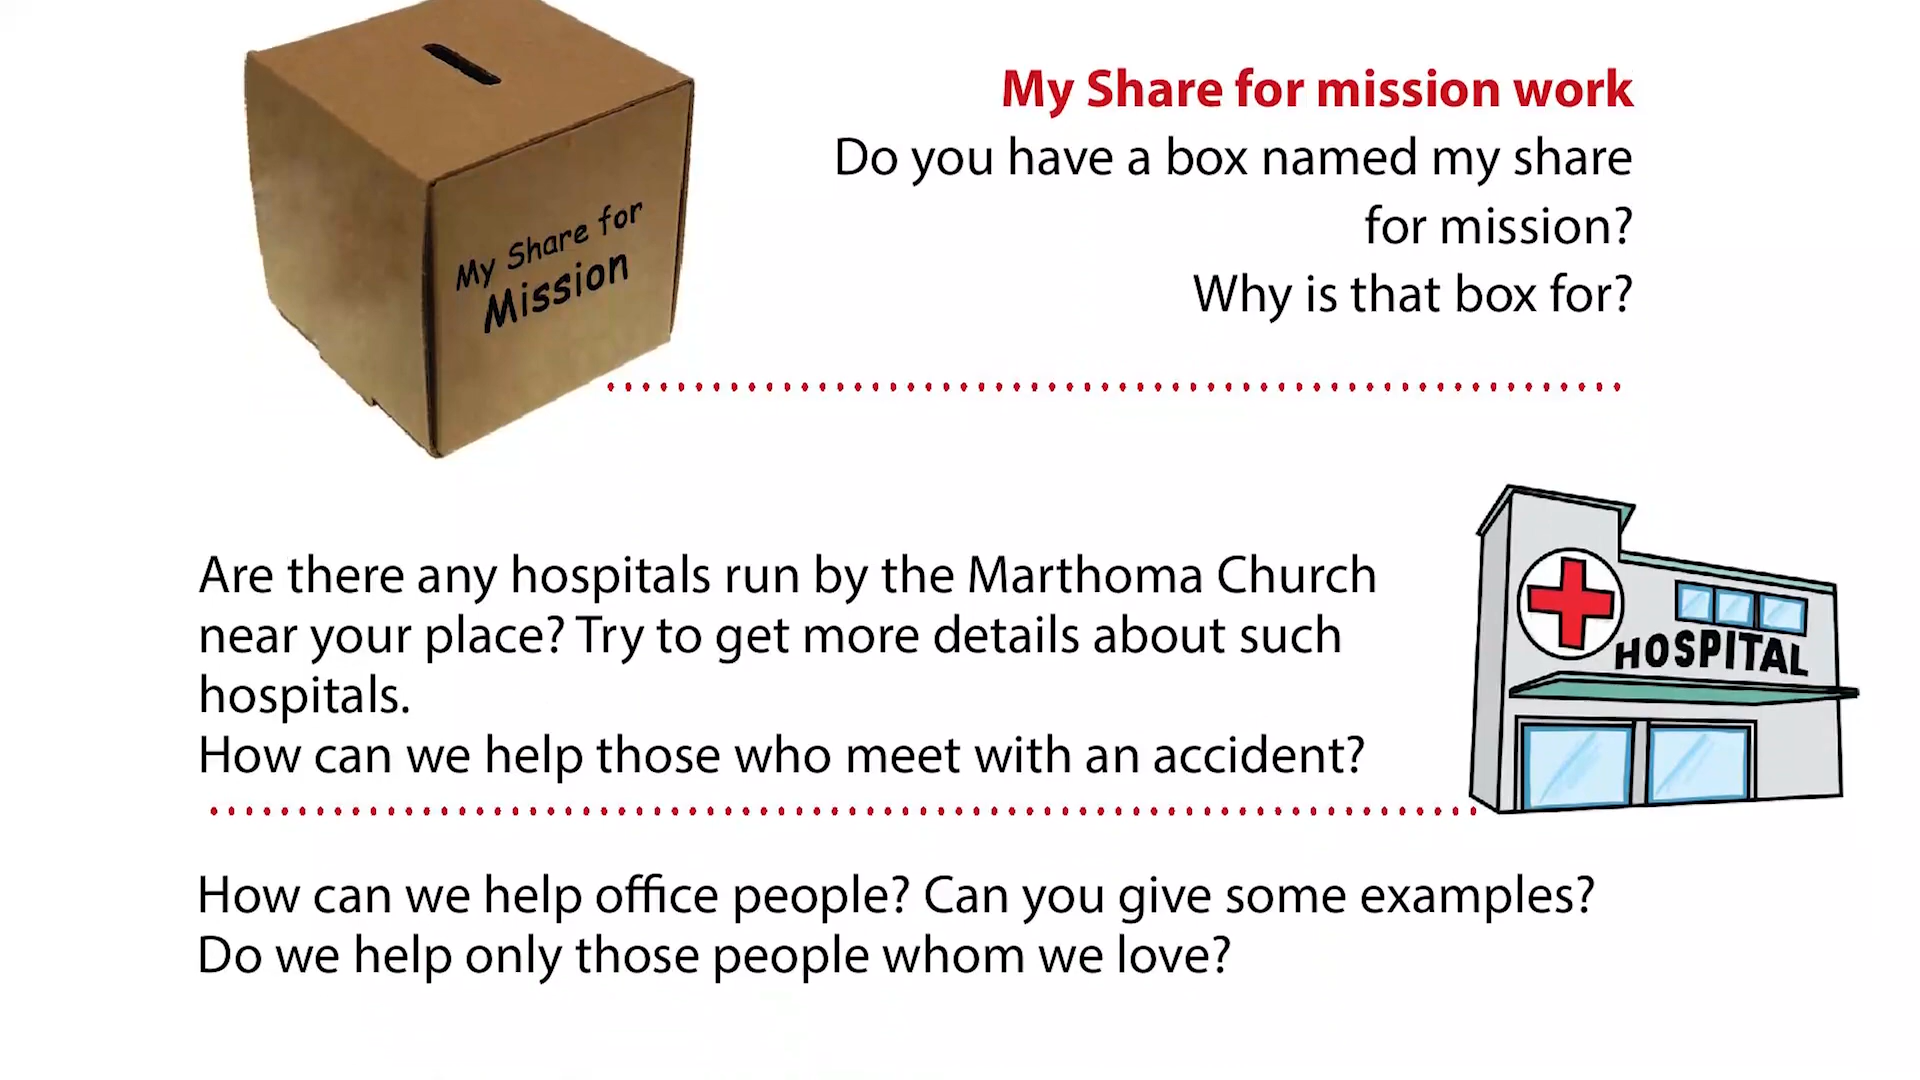 My Share for
Mission
My Share for mission work
Do you have a box named my share
for mission?
Why is that box for?
Are there any hospitals run by the Marthoma Church
near your place? Try to get more details about such
hospitals.
How can we help those who meet with an accident?
HOSPITAL
How can we help office people? Can you give some examples?
Do we help only those people whom we love?